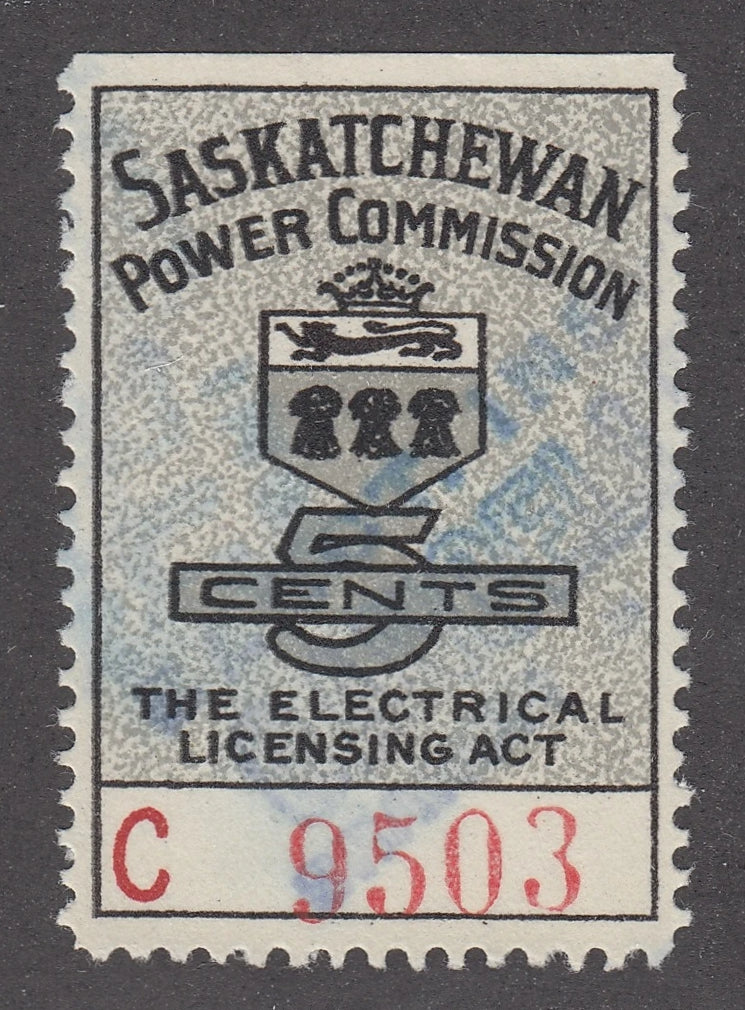 SASKATCHEWAN
POWER COMMISSION
5
CENTS
THE ELECTRICAL
LICENSING ACT
C 9503